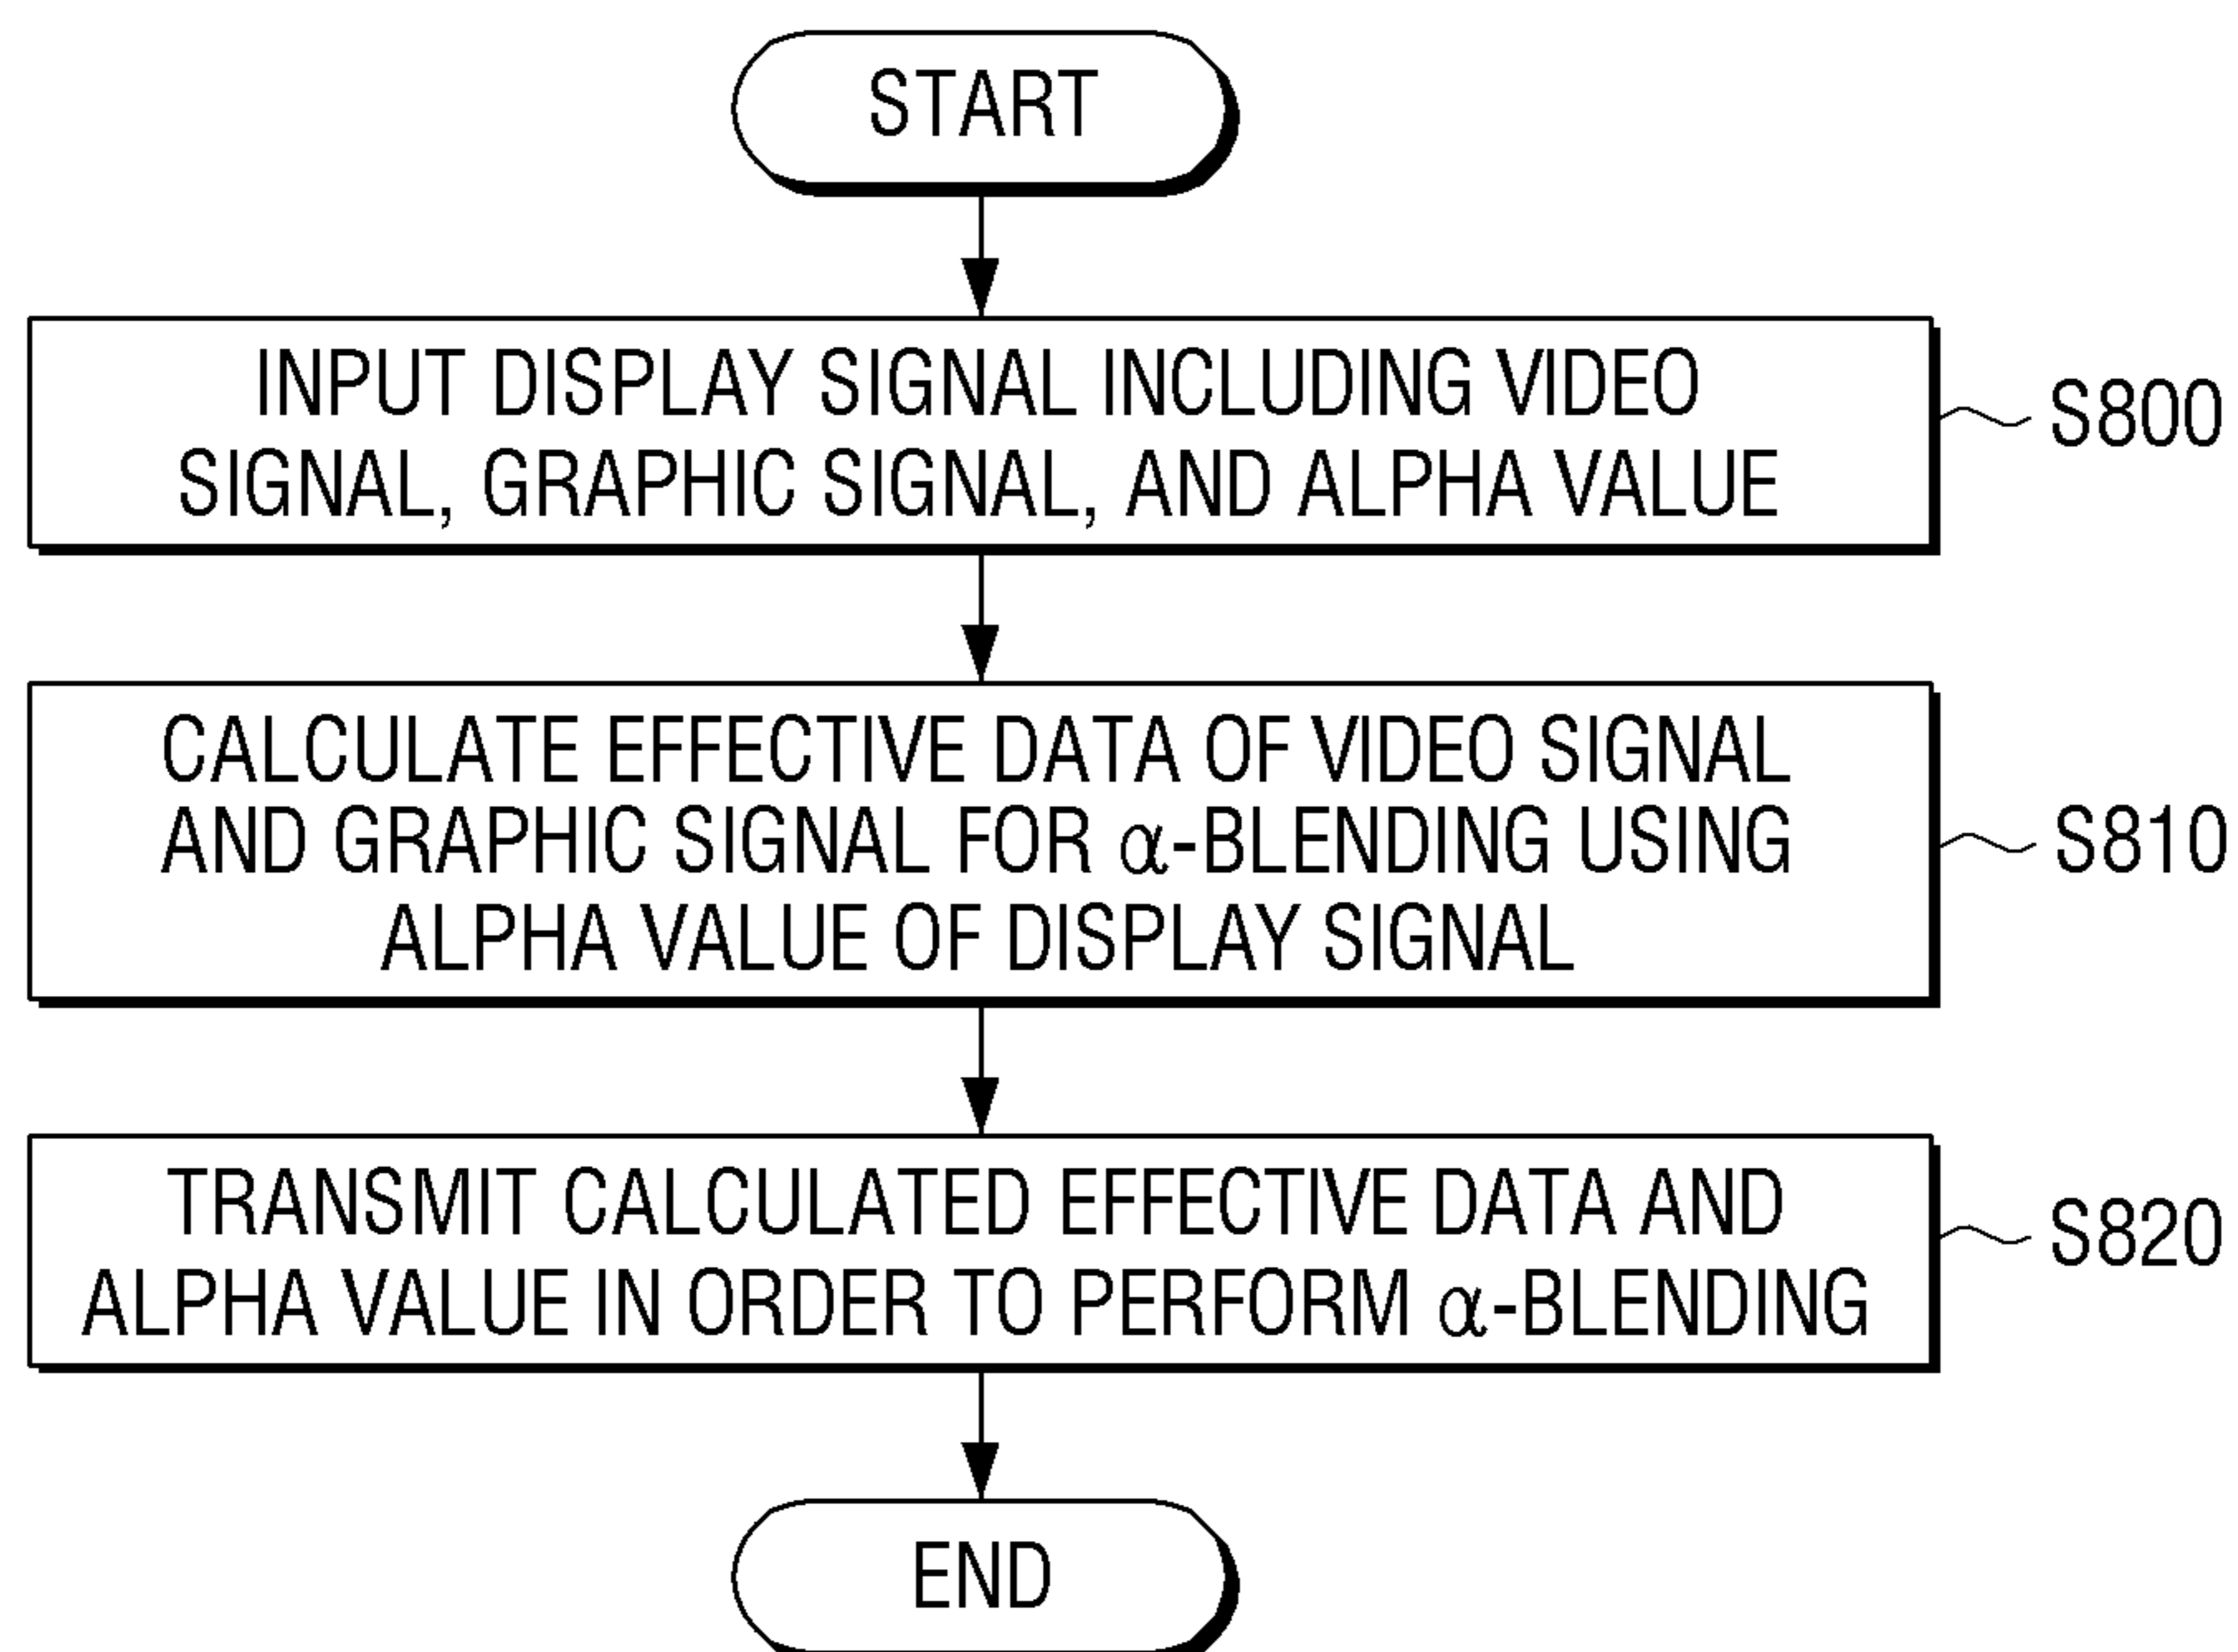 START
INPUT DISPLAY SIGNAL INCLUDING VIDEO
SIGNAL, GRAPHIC SIGNAL, AND ALPHA VALUE
S800
CALCULATE EFFECTIVE DATA OF VIDEO SIGNAL
AND GRAPHIC SIGNAL FOR α-BLENDING USING
ALPHA VALUE OF DISPLAY SIGNAL
S810
TRANSMIT CALCULATED EFFECTIVE DATA AND
ALPHA VALUE IN ORDER TO PERFORM α-BLENDING
S820
END